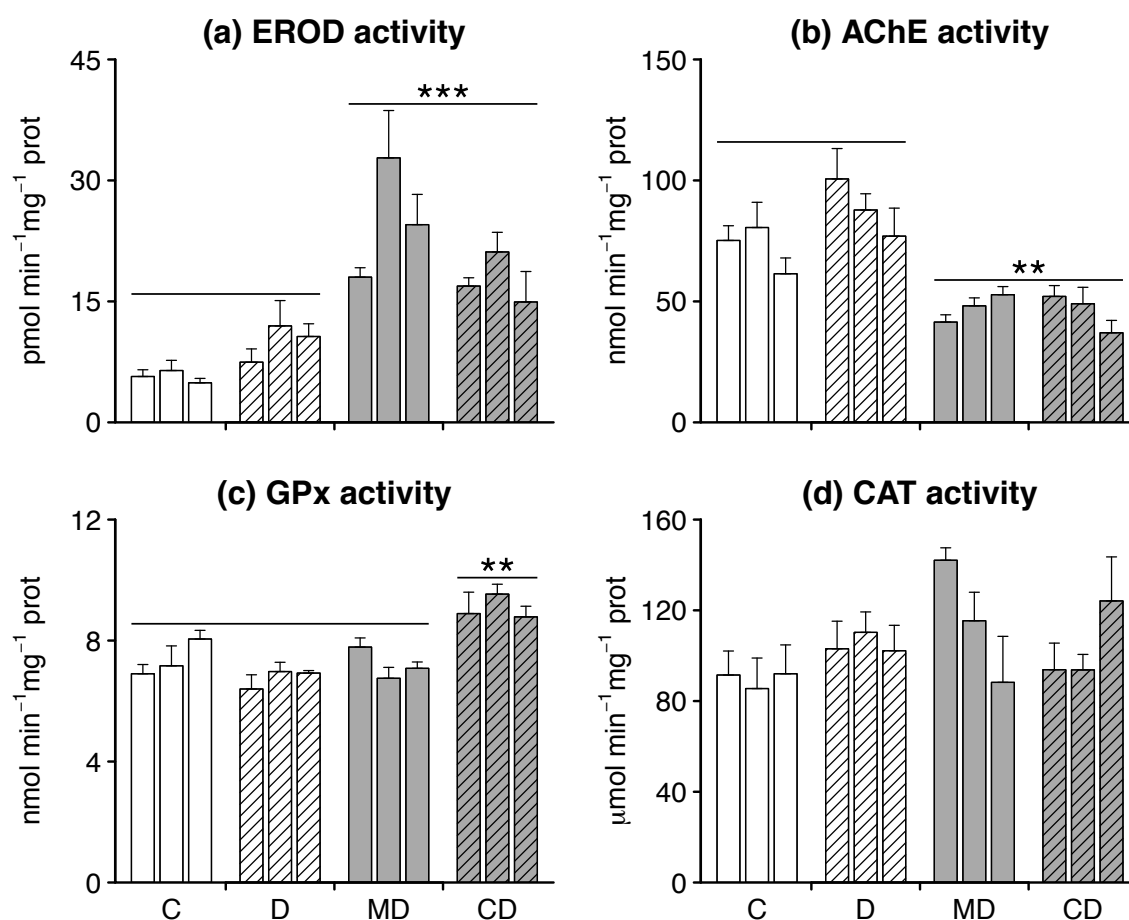 (a) EROD activity
pmol min⁻¹mg⁻¹ prot
45
30
15
0
***
(b) AChE activity
nmol min⁻¹mg⁻¹ prot
150
100
50
0
**
(c) GPx activity
nmol min⁻¹mg⁻¹ prot
12
8
4
0
**
C D MD CD
(d) CAT activity
μmol min⁻¹mg⁻¹ prot
160
120
80
40
0
C D MD CD